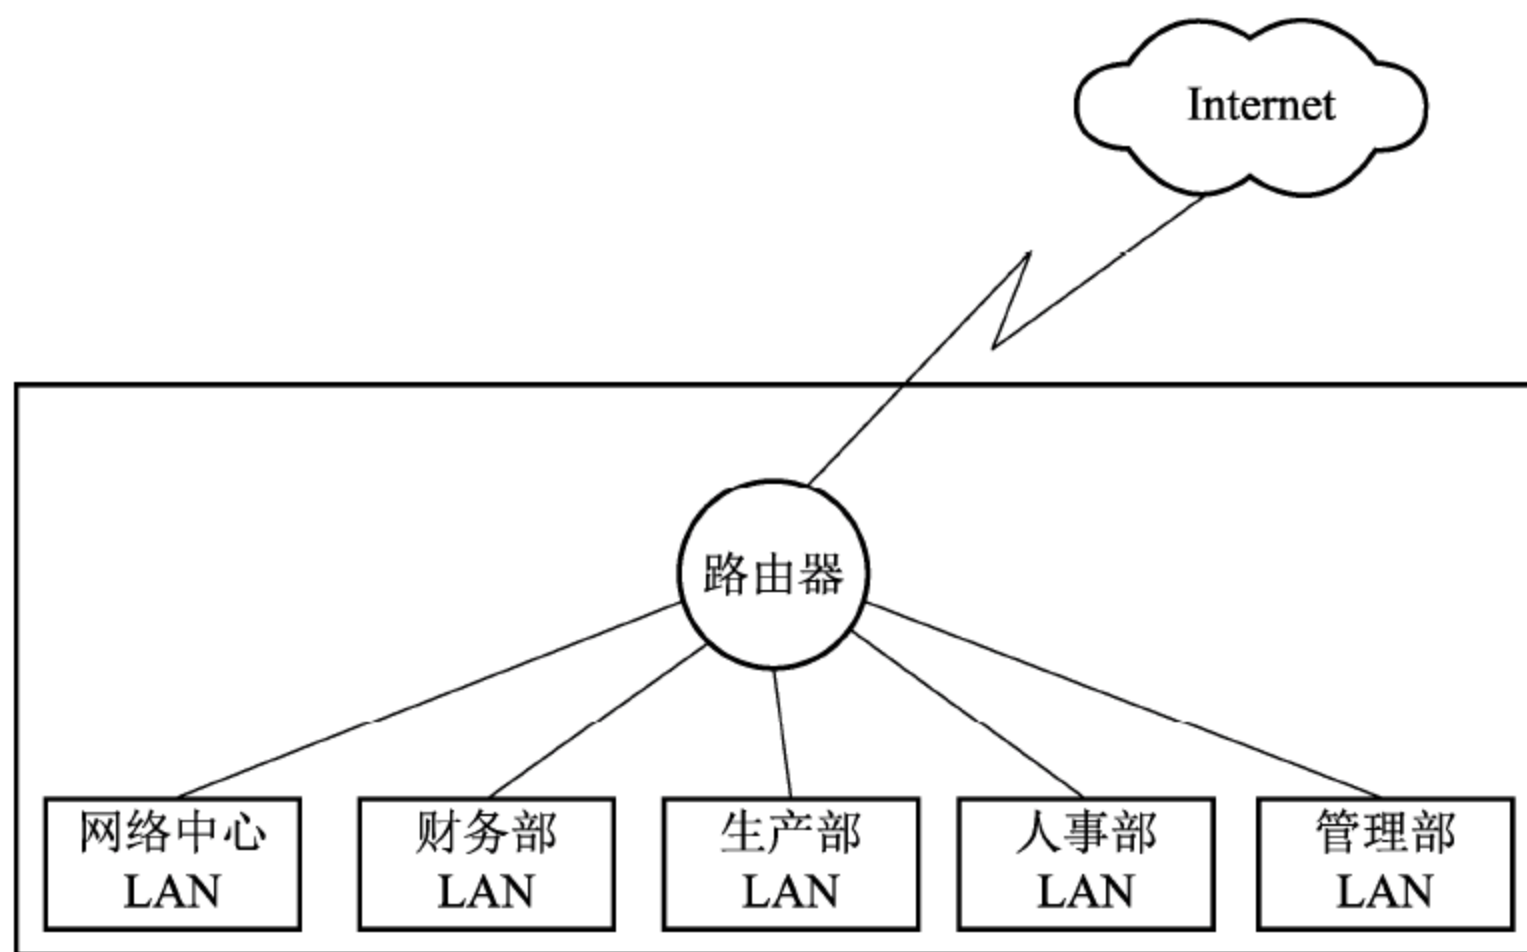 Internet
路由器
网络中心
LAN
财务部
LAN
生产部
LAN
人事部
LAN
管理部
LAN